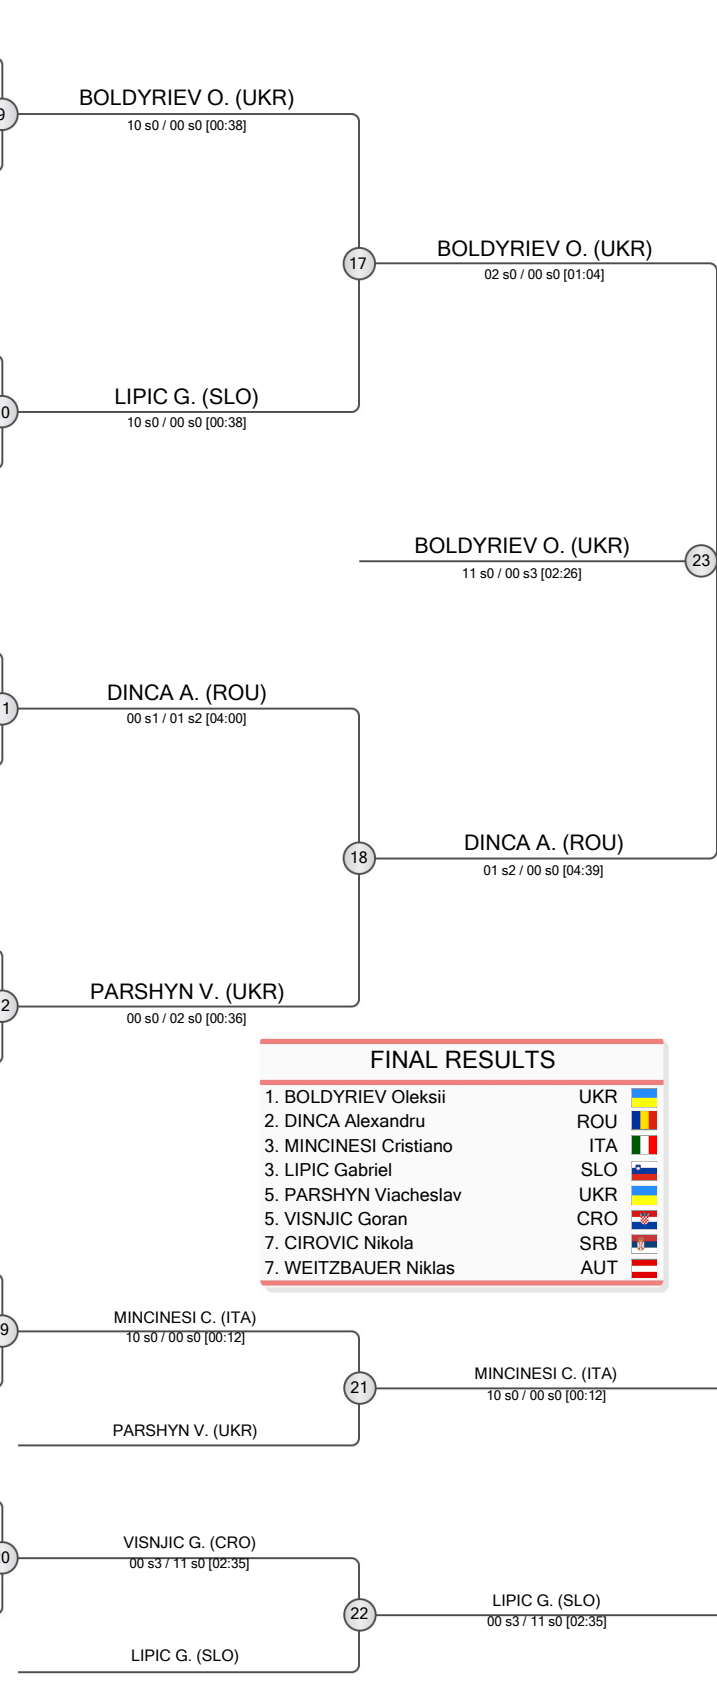 BOLDYRIEV O. (UKR)
9
10 s0 / 00 s0 [00:38]
BOLDYRIEV O. (UKR)
17
02 s0 / 00 s0 [01:04]
LIPIC G. (SLO)
0
10 s0 / 00 s0 [00:38]
BOLDYRIEV O. (UKR)
23
11 s0 / 00 s3 [02:26]
DINCA A. (ROU)
1
00 s1 / 01 s2 [04:00]
DINCA A. (ROU)
18
01 s2 / 00 s0 [04:39]
PARSHYN V. (UKR)
2
00 s0 / 02 s0 [00:36]
FINAL RESULTS
1. BOLDYRIEV Oleksii UKR
2. DINCA Alexandru ROU
3. MINCINESI Cristiano ITA
3. LIPIC Gabriel SLO
5. PARSHYN Viacheslav UKR
5. VISNJIC Goran CRO
7. CIROVIC Nikola SRB
7. WEITZBAUER Niklas AUT
MINCINESI C. (ITA)
9
10 s0 / 00 s0 [00:12]
MINCINESI C. (ITA)
21
10 s0 / 00 s0 [00:12]
PARSHYN V. (UKR)
VISNJIC G. (CRO)
20
00 s3 / 11 s0 [02:35]
LIPIC G. (SLO)
22
00 s3 / 11 s0 [02:35]
LIPIC G. (SLO)